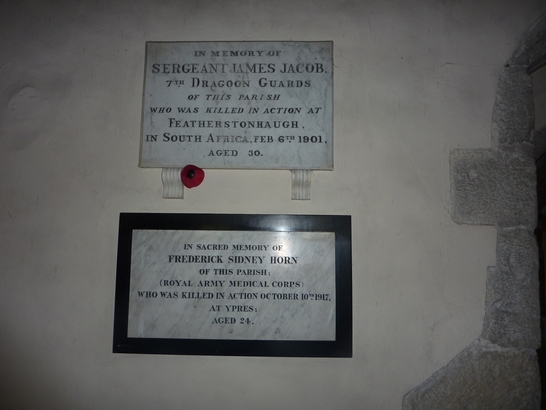 IN MEMORY OF
SERGEANT JAMES JACOB.
7TH DRAGOON GUARDS
OF THIS PARISH
WHO WAS KILLED IN ACTION AT
FEATHERSTONHAUGH,
IN SOUTH AFRICA, FEB 6TH 1901,
AGED 30.
IN SACRED MEMORY OF
FREDERICK SIDNEY HORN
OF THIS PARISH;
(ROYAL ARMY MEDICAL CORPS)
WHO WAS KILLED IN ACTION OCTOBER 10TH 1917,
AT YPRES;
AGED 24.